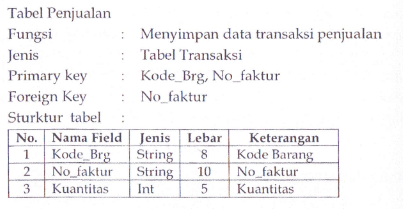 Tabel Penjualan
Fungsi : Menyimpan data transaksi penjualan
Jenis : Tabel Transaksi
Primary key : Kode_Brg, No_faktur
Foreign Key : No_faktur
Sturktur tabel :
No. Nama Field Jenis Lebar Keterangan
1 Kode_Brg String 8 Kode Barang
2 No_faktur String 10 No_faktur
3 Kuantitas Int 5 Kuantitas